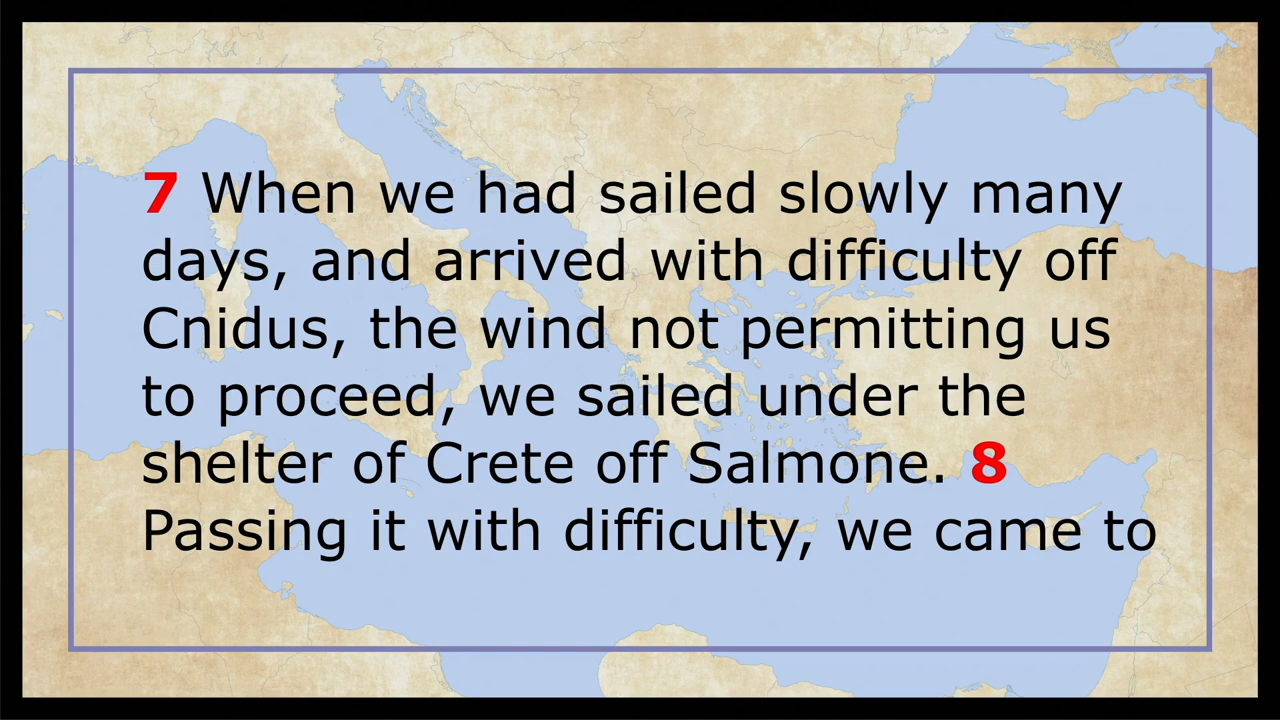 7 When we had sailed slowly many
days, and arrived with difficulty off
Cnidus, the wind not permitting us
to proceed, we sailed under the
shelter of Crete off Salmone. 8
Passing it with difficulty, we came to